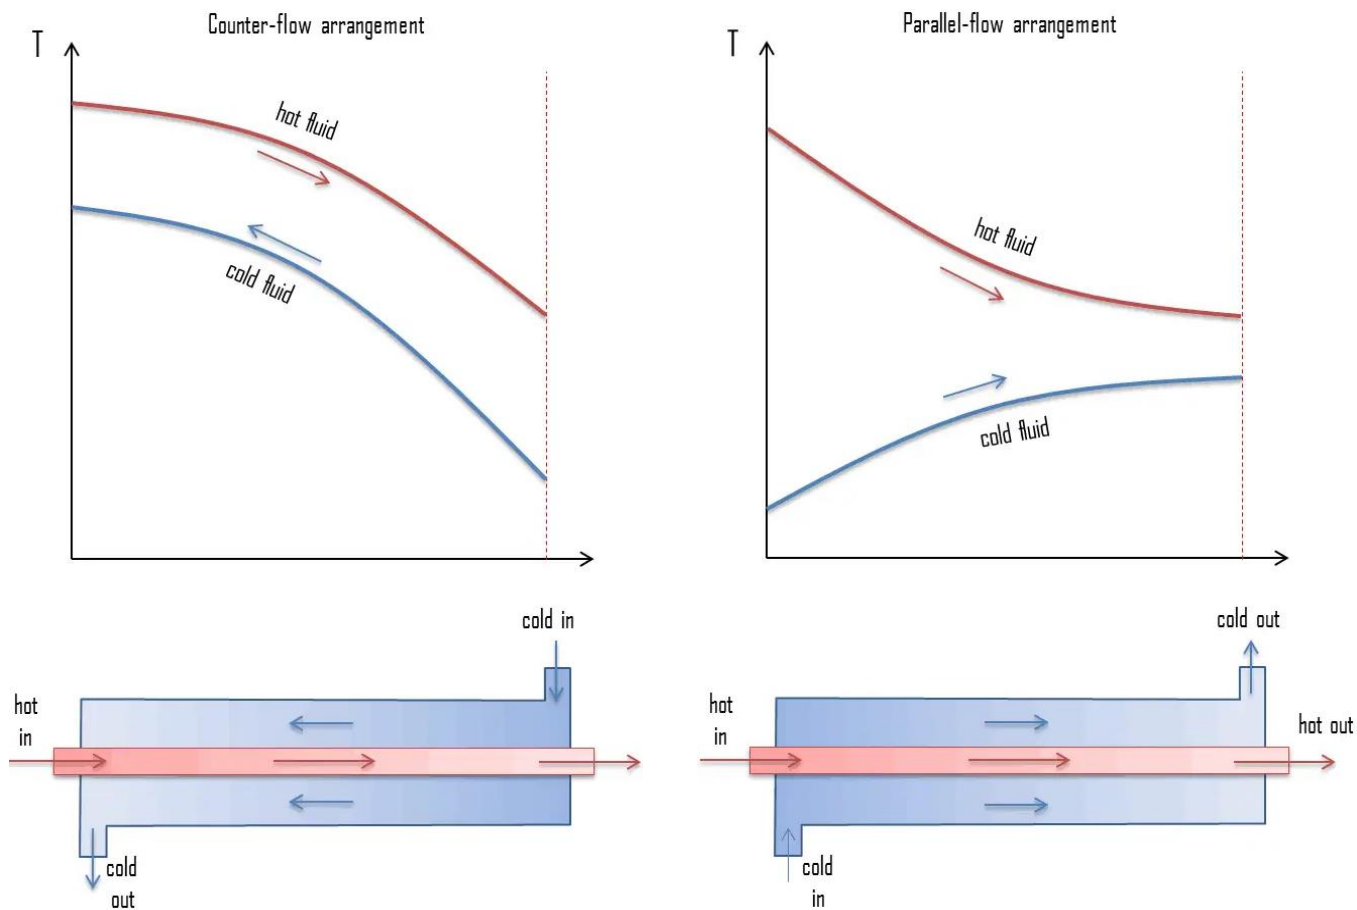 Counter-flow arrangement
T
hot fluid
cold fluid
cold in
hot
in
cold
out
Parallel-flow arrangement
T
hot fluid
cold fluid
cold out
hot
in
hot out
cold
in